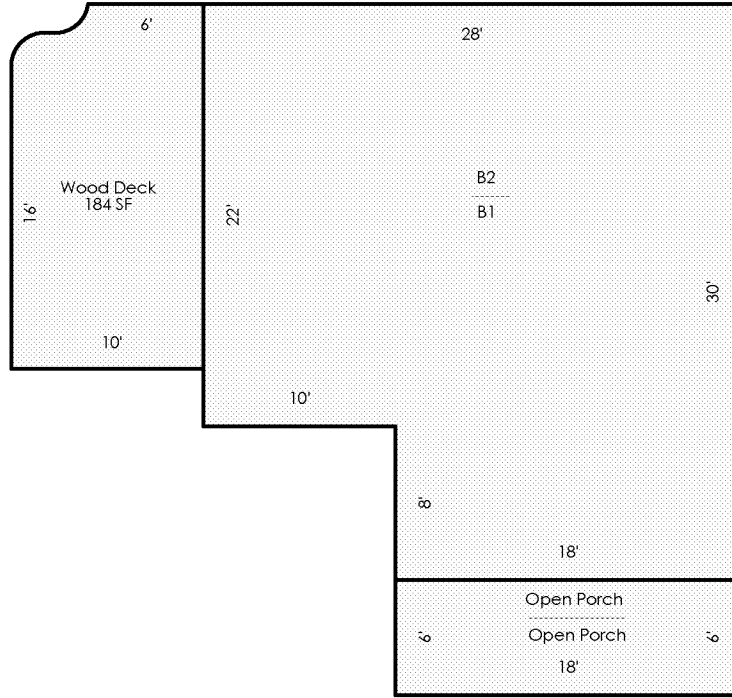 6'
28'
Wood Deck
184 SF
B2
B1
16'
22'
30'
10'
10'
8'
18'
Open Porch
Open Porch
6'
6'
18'